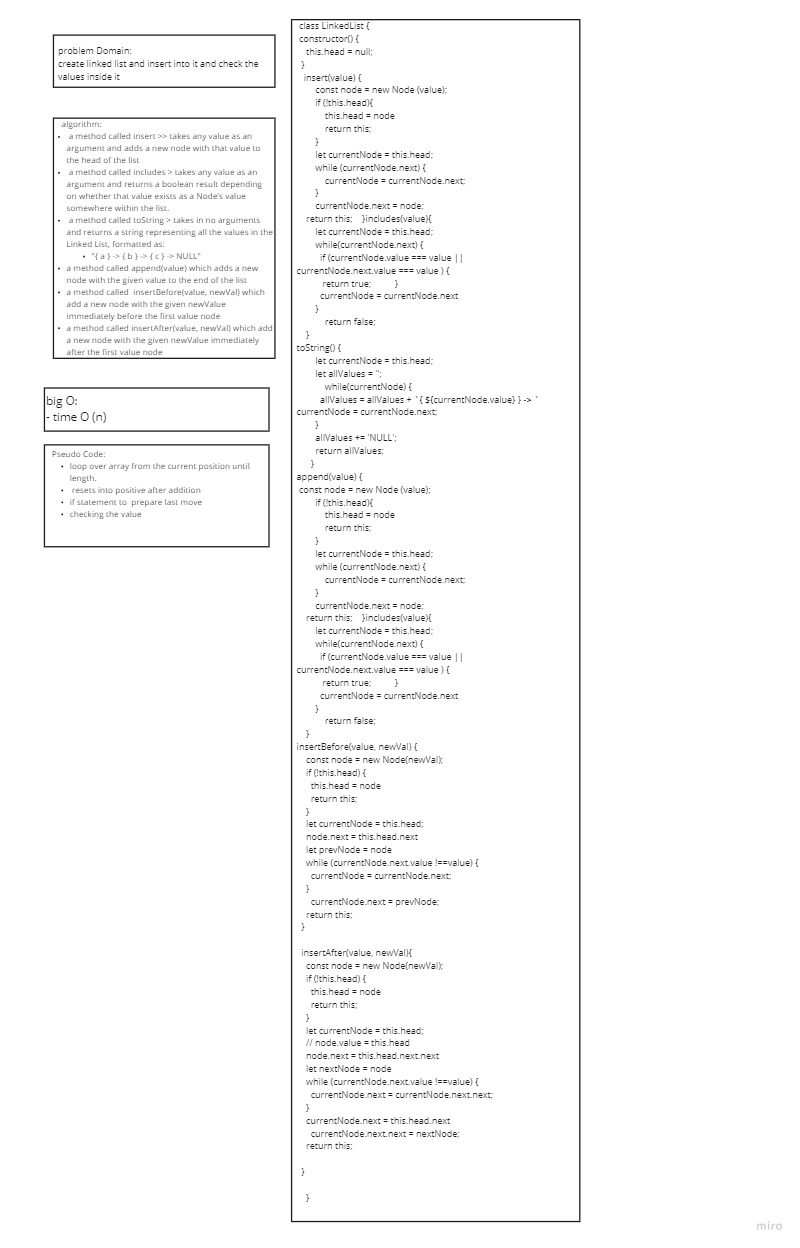 problem Domain:
create linked list and insert into it and check the
values inside it
algorithm:
• a method called insert >> takes any value as an
argument and adds a new node with that value to
the head of the list
• a method called includes > takes any value as an
argument and returns a boolean result depending
on whether that value exists as a Node's value
somewhere within the list.
• a method called toString > takes in no arguments
and returns a string representing all the values in the
Linked List, formatted as:
• "{ a } -> { b } -> { c } -> NULL"
• a method called append(value) which adds a new
node with the given value to the end of the list
• a method called  insertBefore(value, newVal) which
add a new node with the given newValue
immediately before the first value node
• a method called insertAfter(value, newVal) which add
a new node with the given newValue immediately
after the first value node
big O:
- time O (n)
Pseudo Code:
• loop over array from the current position until
length.
• resets into positive after addition
• if statement to  prepare last move
• checking the value
class LinkedList {
constructor() {
this.head = null;
}
insert(value) {
const node = new Node (value);
if (!this.head){
this.head = node
return this;
}
let currentNode = this.head;
while (currentNode.next) {
currentNode = currentNode.next;
}
currentNode.next = node;
return this;    }includes(value){
let currentNode = this.head;
while(currentNode.next) {
if (currentNode.value === value ||
currentNode.next.value === value ) {
return true;         }
currentNode = currentNode.next
}
return false;
}
toString() {
let currentNode = this.head;
let allValues = '';
while(currentNode) {
allValues = allValues + `{ ${currentNode.value} } -> `
currentNode = currentNode.next;
}
allValues += 'NULL';
return allValues;
}
append(value) {
const node = new Node (value);
if (!this.head){
this.head = node
return this;
}
let currentNode = this.head;
while (currentNode.next) {
currentNode = currentNode.next;
}
currentNode.next = node;
return this;    }includes(value){
let currentNode = this.head;
while(currentNode.next) {
if (currentNode.value === value ||
currentNode.next.value === value ) {
return true;         }
currentNode = currentNode.next
}
return false;
}
insertBefore(value, newVal) {
const node = new Node(newVal);
if (!this.head) {
this.head = node
return this;
}
let currentNode = this.head;
node.next = this.head.next
let prevNode = node
while (currentNode.next.value !==value) {
currentNode = currentNode.next;
}
currentNode.next = prevNode;
return this;
}
insertAfter(value, newVal){
const node = new Node(newVal);
if (!this.head) {
this.head = node
return this;
}
let currentNode = this.head;
// node.value = this.head
node.next = this.head.next.next
let nextNode = node
while (currentNode.next.value !==value) {
currentNode.next = currentNode.next.next;
}
currentNode.next = this.head.next
currentNode.next.next = nextNode;
return this;
}
}
miro